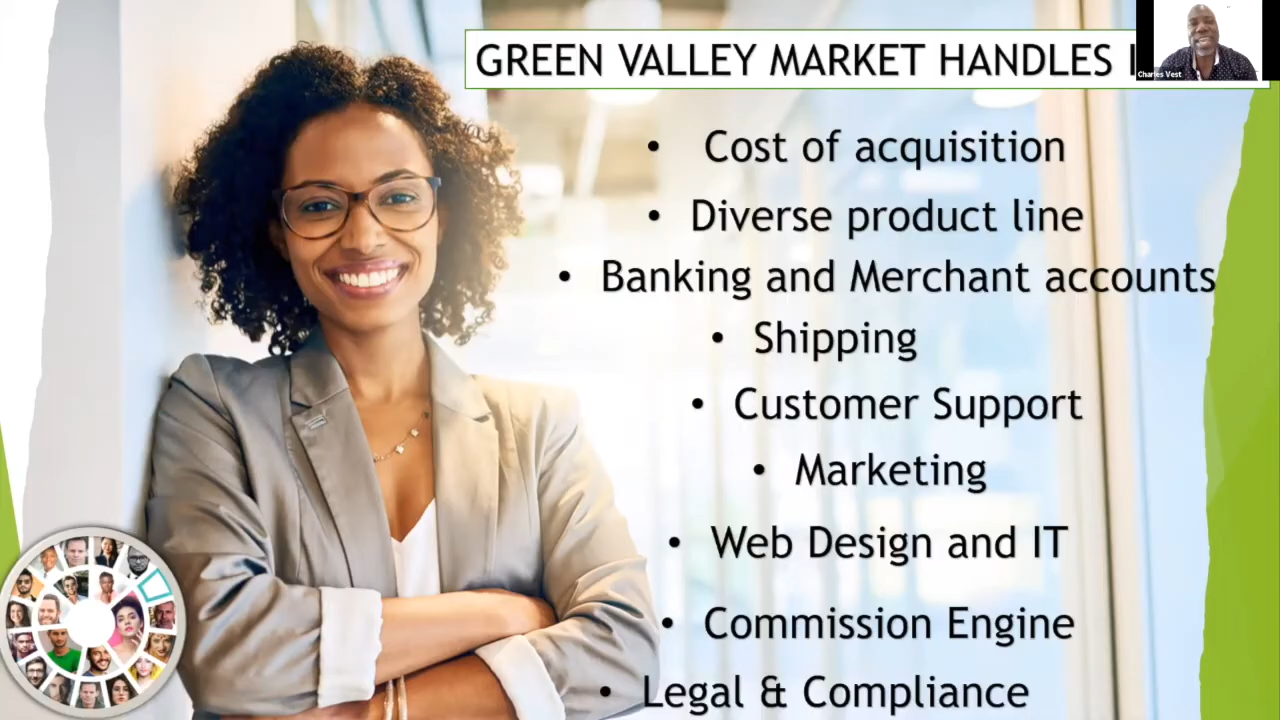 GREEN VALLEY MARKET HANDLES
Charles Vest
• Cost of acquisition
• Diverse product line
• Banking and Merchant accounts
• Shipping
• Customer Support
• Marketing
• Web Design and IT
• Commission Engine
• Legal & Compliance